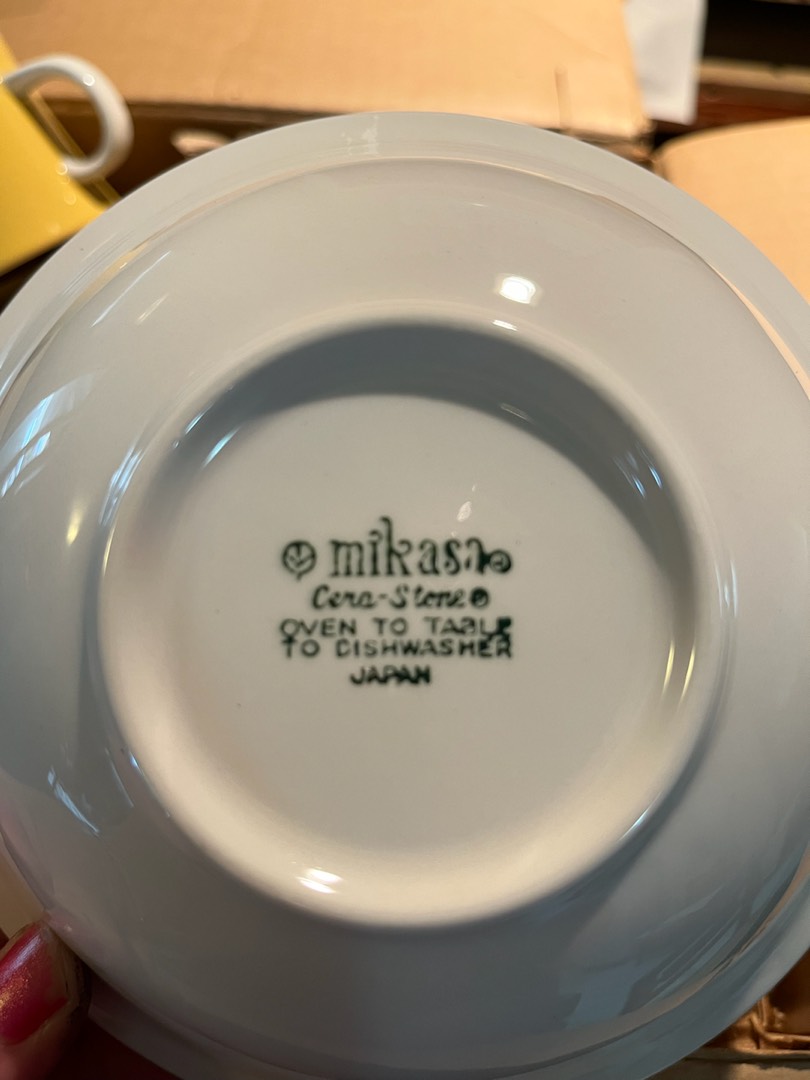 mikasa®
Cera-Stone®
OVEN TO TABLE
TO DISHWASHER
JAPAN